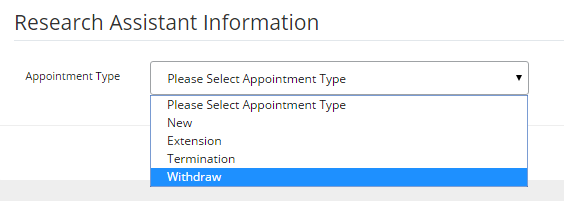 Research Assistant Information
Appointment Type Please Select Appointment Type
Please Select Appointment Type
New
Extension
Termination
Withdraw